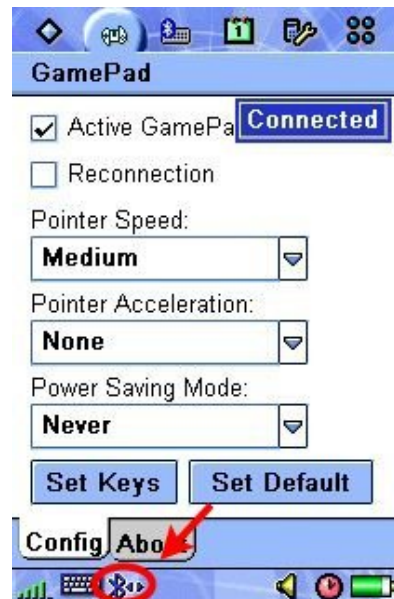 1
GamePad
Active GamePa
Connected
Reconnection
Pointer Speed:
Medium
Pointer Acceleration:
None
Power Saving Mode:
Never
Set Keys Set Default
Config Abo